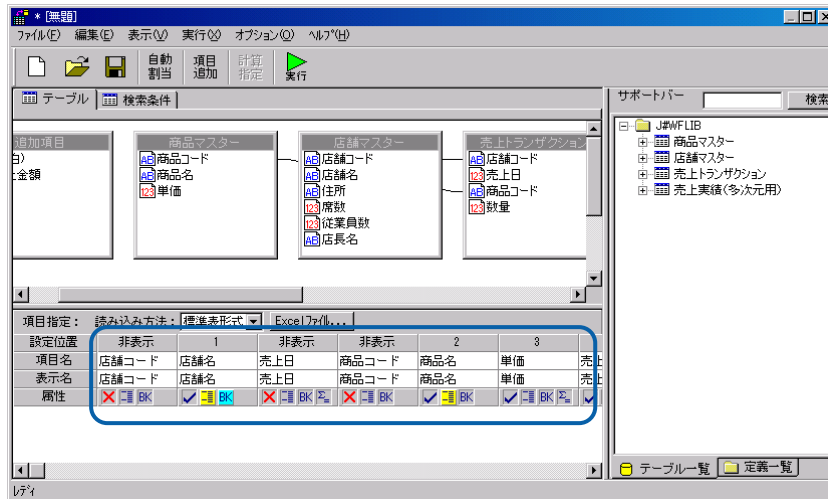 * [無題]
ファイル(F) 編集(E) 表示(V) 実行(X) オプション(O) ヘルプ(H)
自動割当 項目追加 計算指定 実行
テーブル 検索条件
サポートバー 検索
追加項目
金額
商品マスター
商品コード
商品名
単価
店舗マスター
店舗コード
店舗名
住所
席数
従業員数
店長名
売上トランザクション
店舗コード
売上日
商品コード
数量
J#WFLIB
商品マスター
店舗マスター
売上トランザクション
売上実績(多次元用)
項目指定： 読み込み方法： 標準表形式 Excelファイル...
設定位置 非表示 1 非表示 非表示 2 3
項目名 店舗コード 店舗名 売上日 商品コード 商品名 単価 売上
表示名 店舗コード 店舗名 売上日 商品コード 商品名 単価 売上
属性 BK BK BK Σ BK BK BK Σ
テーブル一覧 定義一覧
レディ